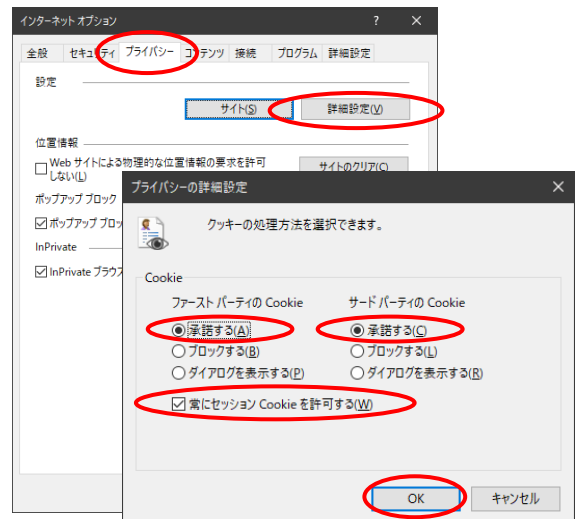 インターネット オプション ? ×
全般 セキュリティ プライバシー コンテンツ 接続 プログラム 詳細設定
設定
サイト(S) 詳細設定(V)
位置情報
Web サイトによる物理的な位置情報の要求を許可
しない(L)
サイトのクリア(C)
ポップアップ ブロック
ポップアップ ブロッ
InPrivate
InPrivate ブラウズ
プライバシーの詳細設定 ×
クッキーの処理方法を選択できます。
Cookie
ファースト パーティの Cookie サード パーティの Cookie
承諾する(A) 承諾する(C)
ブロックする(B) ブロックする(L)
ダイアログを表示する(P) ダイアログを表示する(R)
常にセッション Cookie を許可する(W)
OK キャンセル